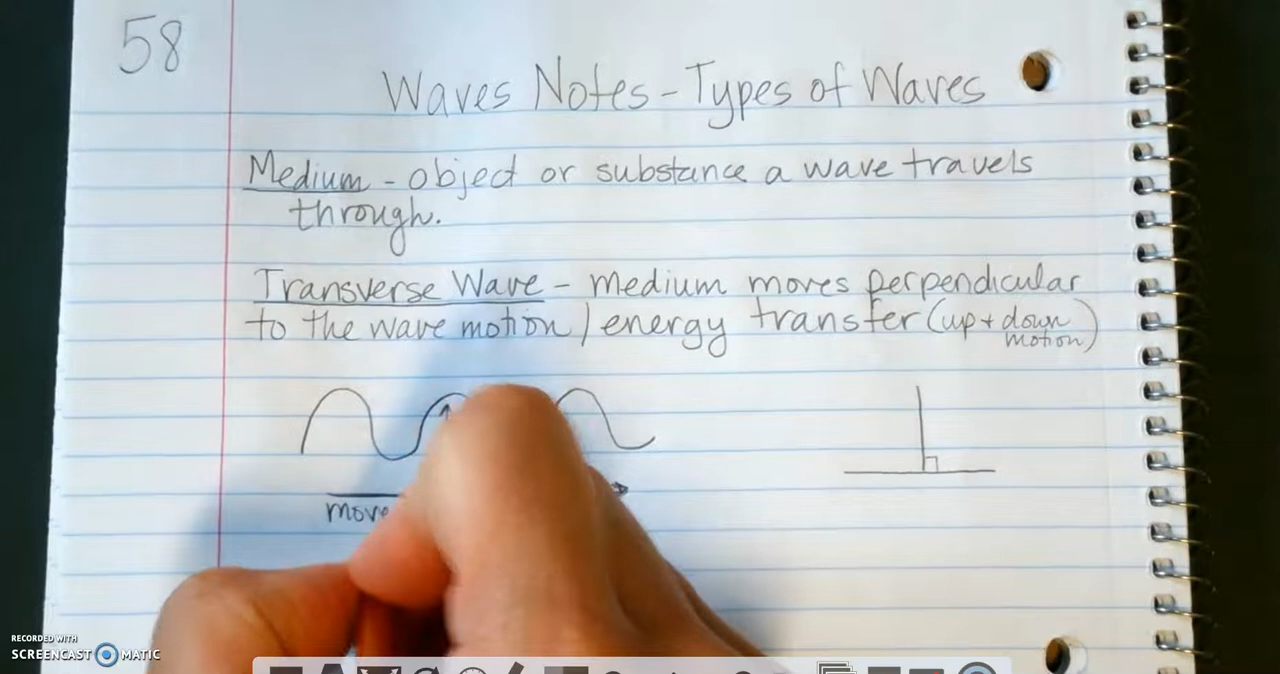 58
Waves Notes - Types of Waves
Medium - object or substance a wave travels
through.
Transverse Wave - medium moves perpendicular
to the wave motion / energy transfer (up + down
motion)
RECORDED WITH
SCREENCAST MATIC